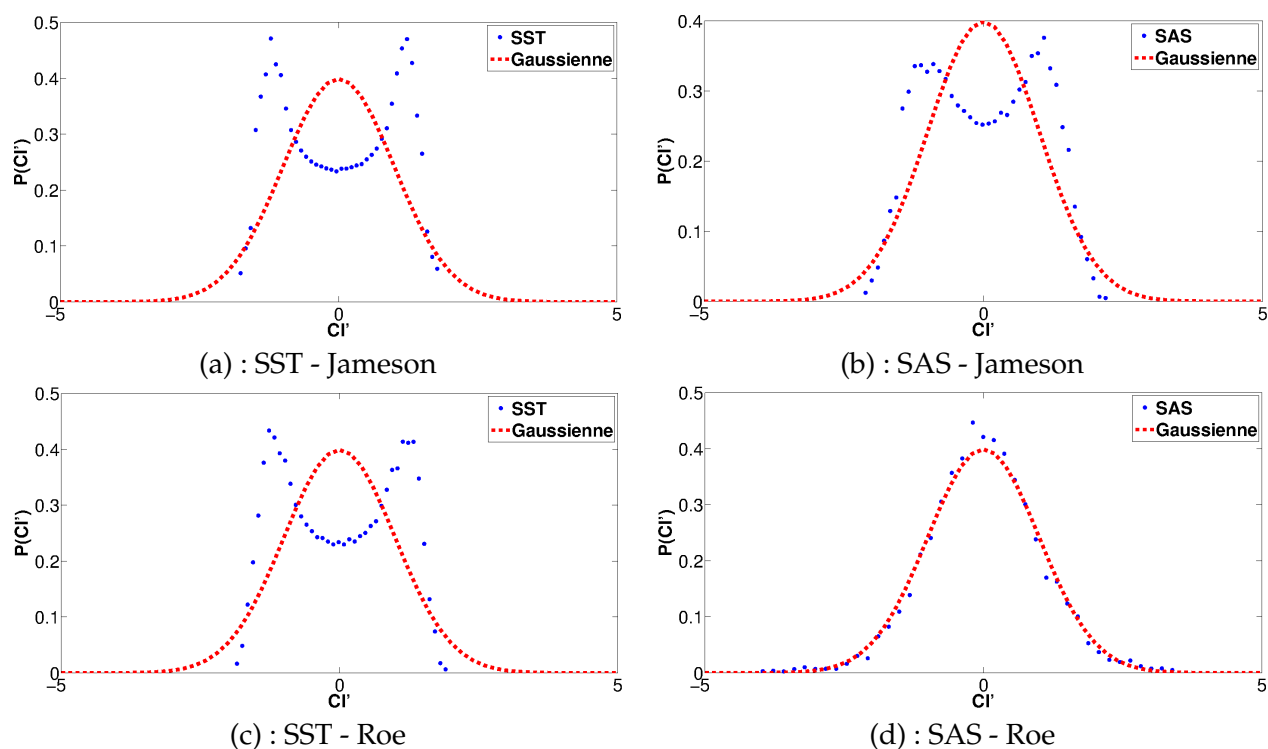 0.5
0.4
0.3
0.2
0.1
0
P(Cl')
SST
Gaussienne
−5
0
5
Cl'
(a) : SST - Jameson
0.4
0.3
0.2
0.1
0
P(Cl')
SAS
Gaussienne
−5
0
5
Cl'
(b) : SAS - Jameson
0.5
0.4
0.3
0.2
0.1
0
P(Cl')
SST
Gaussienne
−5
0
5
Cl'
(c) : SST - Roe
0.5
0.4
0.3
0.2
0.1
0
P(Cl')
SAS
Gaussienne
−5
0
5
Cl'
(d) : SAS - Roe